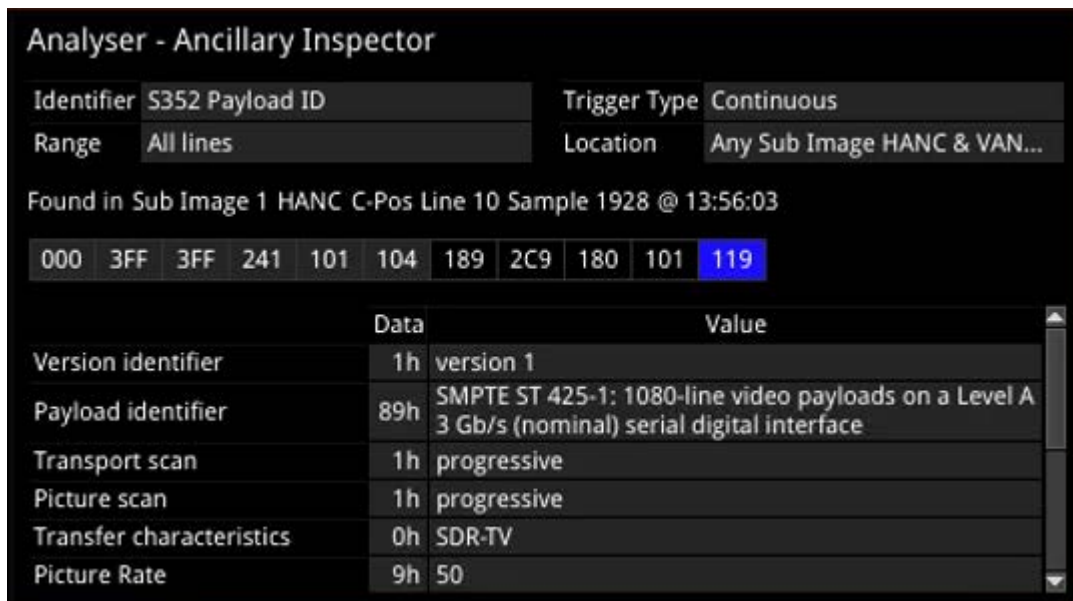 Analyser - Ancillary Inspector
Identifier S352 Payload ID Trigger Type Continuous
Range All lines Location Any Sub Image HANC & VAN...
Found in Sub Image 1 HANC C-Pos Line 10 Sample 1928 @ 13:56:03
000 3FF 3FF 241 101 104 189 2C9 180 101 119
Data Value
Version identifier 1h version 1
Payload identifier 89h SMPTE ST 425-1: 1080-line video payloads on a Level A
3 Gb/s (nominal) serial digital interface
Transport scan 1h progressive
Picture scan 1h progressive
Transfer characteristics 0h SDR-TV
Picture Rate 9h 50